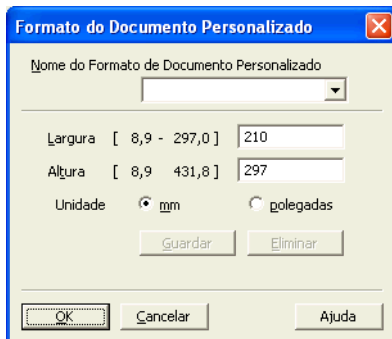 Formato do Documento Personalizado
Nome do Formato de Documento Personalizado
Largura [ 8,9 - 297,0 ] 210
Altura [ 8,9 431,8 ] 297
Unidade mm polegadas
Guardar Eliminar
OK Cancelar Ajuda